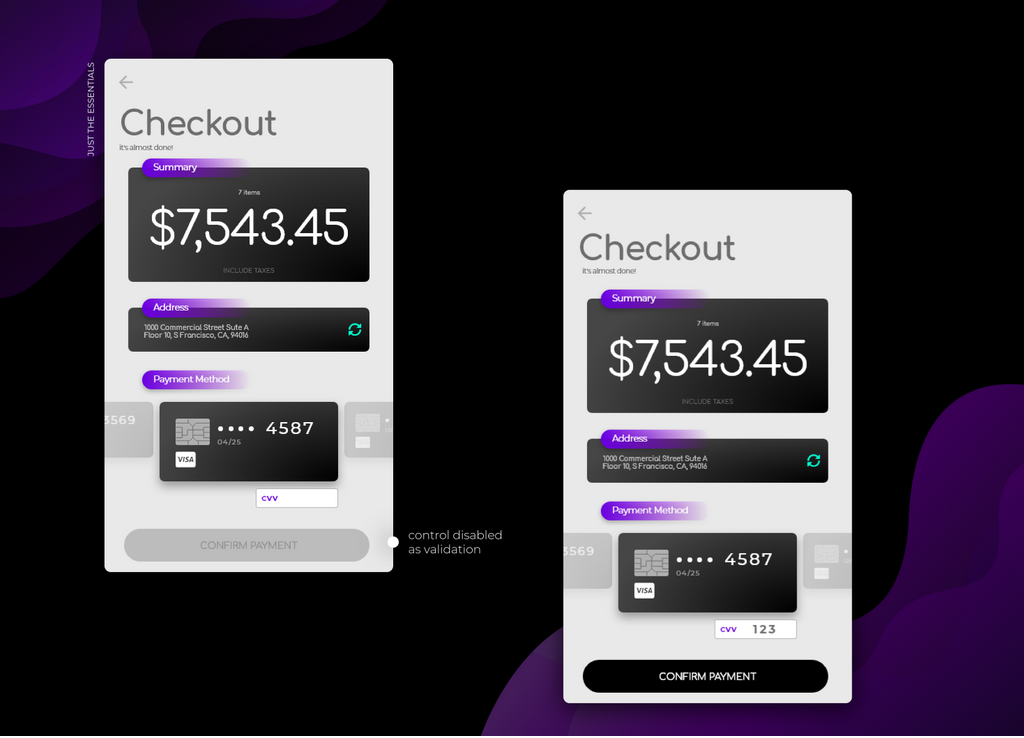 JUST THE ESSENTIALS
Checkout
it's almost done!
Summary
7 items
$7,543.45
INCLUDE TAXES
Address
1000 Commercial Street Sute A
Floor 10, S Francisco, CA, 94016
Payment Method
3569
•••• 4587
04/25
VISA
CVV
CONFIRM PAYMENT
control disabled
as validation
Checkout
it's almost done!
Summary
7 items
$7,543.45
INCLUDE TAXES
Address
1000 Commercial Street Sute A
Floor 10, S Francisco, CA, 94016
Payment Method
3569
•••• 4587
04/25
VISA
CVV 123
CONFIRM PAYMENT